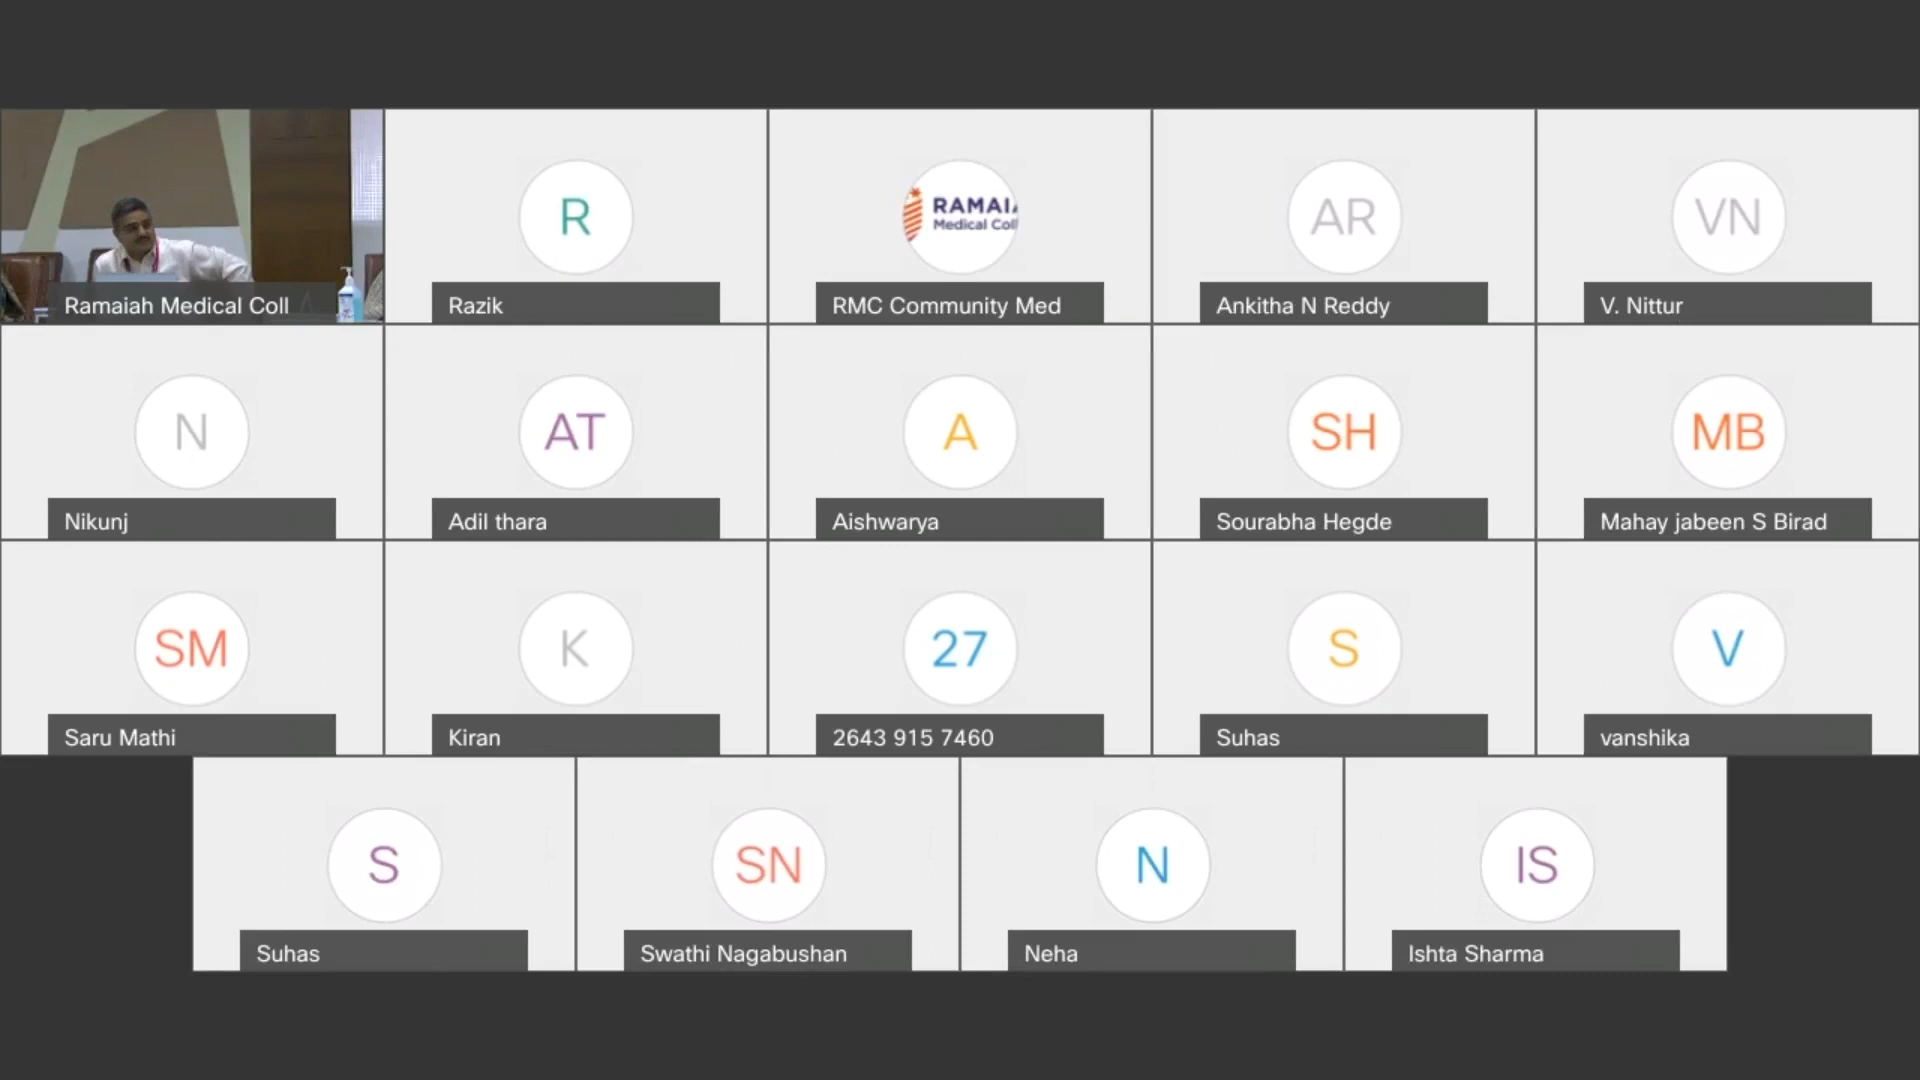 Ramaiah Medical Coll
R
Razik
RAMAIA
Medical Coll
RMC Community Med
AR
Ankitha N Reddy
VN
V. Nittur
N
Nikunj
AT
Adil thara
A
Aishwarya
SH
Sourabha Hegde
MB
Mahay jabeen S Birad
SM
Saru Mathi
K
Kiran
27
2643 915 7460
S
Suhas
V
vanshika
S
Suhas
SN
Swathi Nagabushan
N
Neha
IS
Ishta Sharma